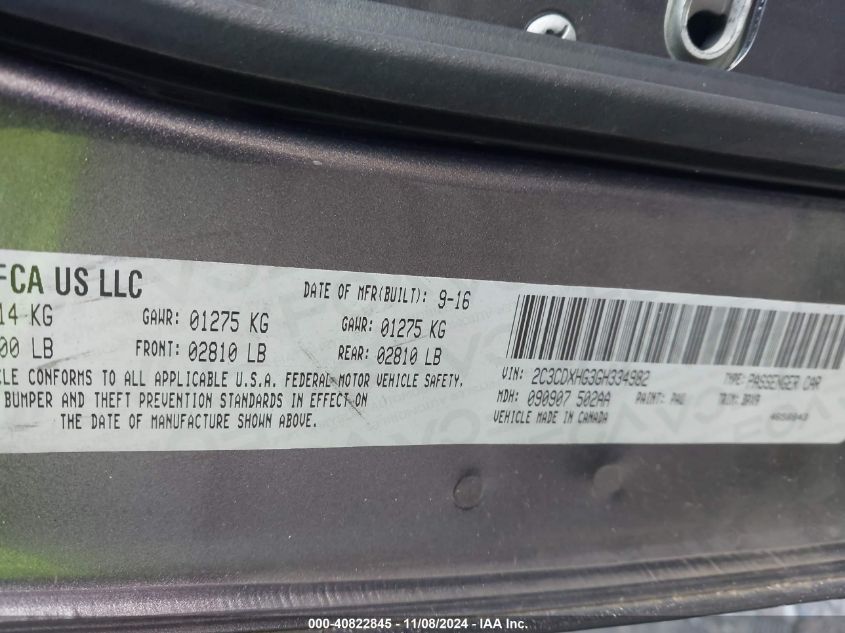 FCA US LLC
DATE OF MFR(BUILT): 9-16
14 KG GAWR: 01275 KG GAWR: 01275 KG
00 LB FRONT: 02810 LB REAR: 02810 LB
CLE CONFORMS TO ALL APPLICABLE U.S.A. FEDERAL MOTOR VEHICLE SAFETY,
BUMPER AND THEFT PREVENTION STANDARDS IN EFFECT ON
THE DATE OF MANUFACTURE SHOWN ABOVE.
VIN: 2C3CDXHG3GH334982 TYPE: PASSENGER CAR
MDH: 090907 502AA PAINT: PAU TRIM:
VEHICLE MADE IN CANADA
000-40822845 - 11/08/2024 - IAA Inc.